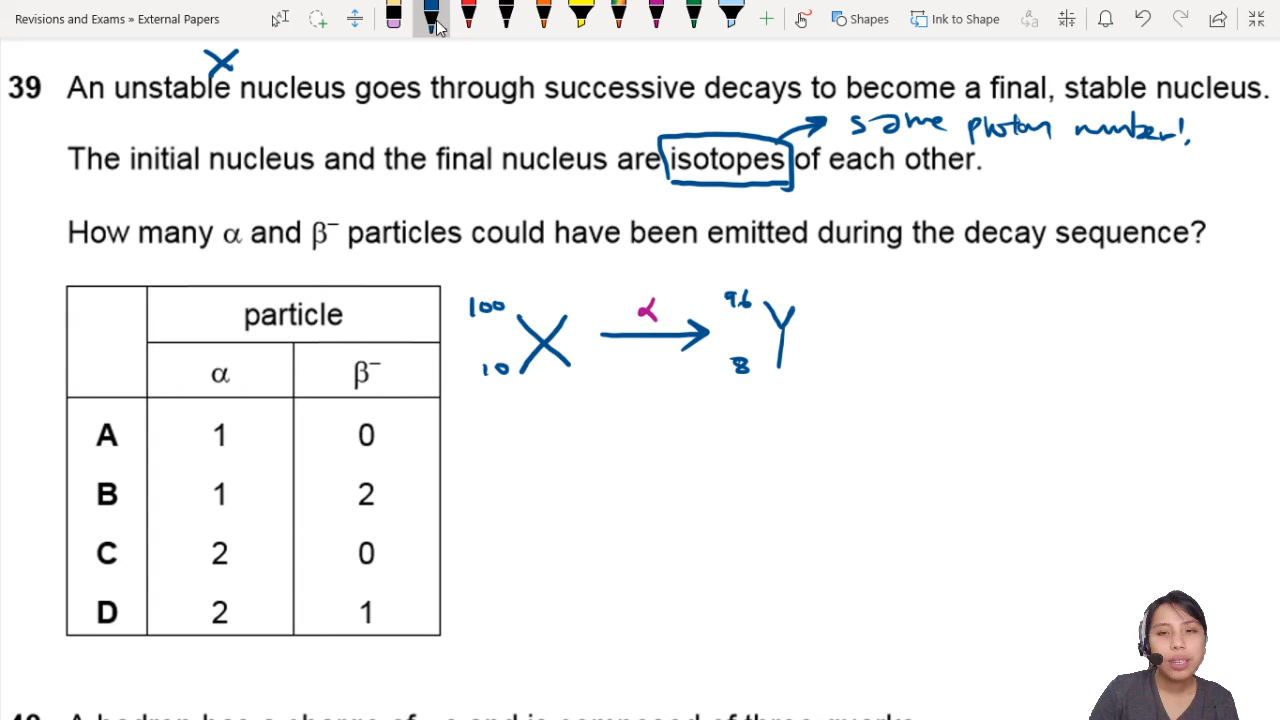 Revisions and Exams » External Papers
Shapes
Ink to Shape
X
39 An unstable nucleus goes through successive decays to become a final, stable nucleus.
same photon number!
The initial nucleus and the final nucleus are isotopes of each other.
How many α and β⁻ particles could have been emitted during the decay sequence?
particle
α β⁻
A 1 0
B 1 2
C 2 0
D 2 1
100 α 96
X Y
10 8